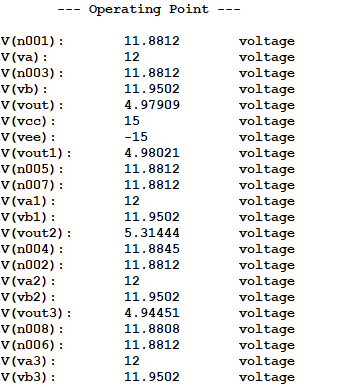 --- Operating Point ---
V(n001): 11.8812 voltage
V(va): 12 voltage
V(n003): 11.8812 voltage
V(vb): 11.9502 voltage
V(vout): 4.97909 voltage
V(vcc): 15 voltage
V(vee): -15 voltage
V(vout1): 4.98021 voltage
V(n005): 11.8812 voltage
V(n007): 11.8812 voltage
V(va1): 12 voltage
V(vb1): 11.9502 voltage
V(vout2): 5.31444 voltage
V(n004): 11.8845 voltage
V(n002): 11.8812 voltage
V(va2): 12 voltage
V(vb2): 11.9502 voltage
V(vout3): 4.94451 voltage
V(n008): 11.8808 voltage
V(n006): 11.8812 voltage
V(va3): 12 voltage
V(vb3): 11.9502 voltage